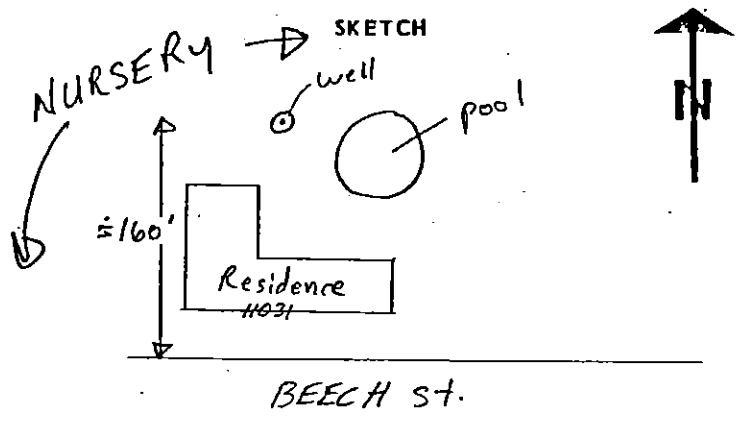 SKETCH
NURSERY
well
pool
N
≑160'
Residence
11031
BEECH St.